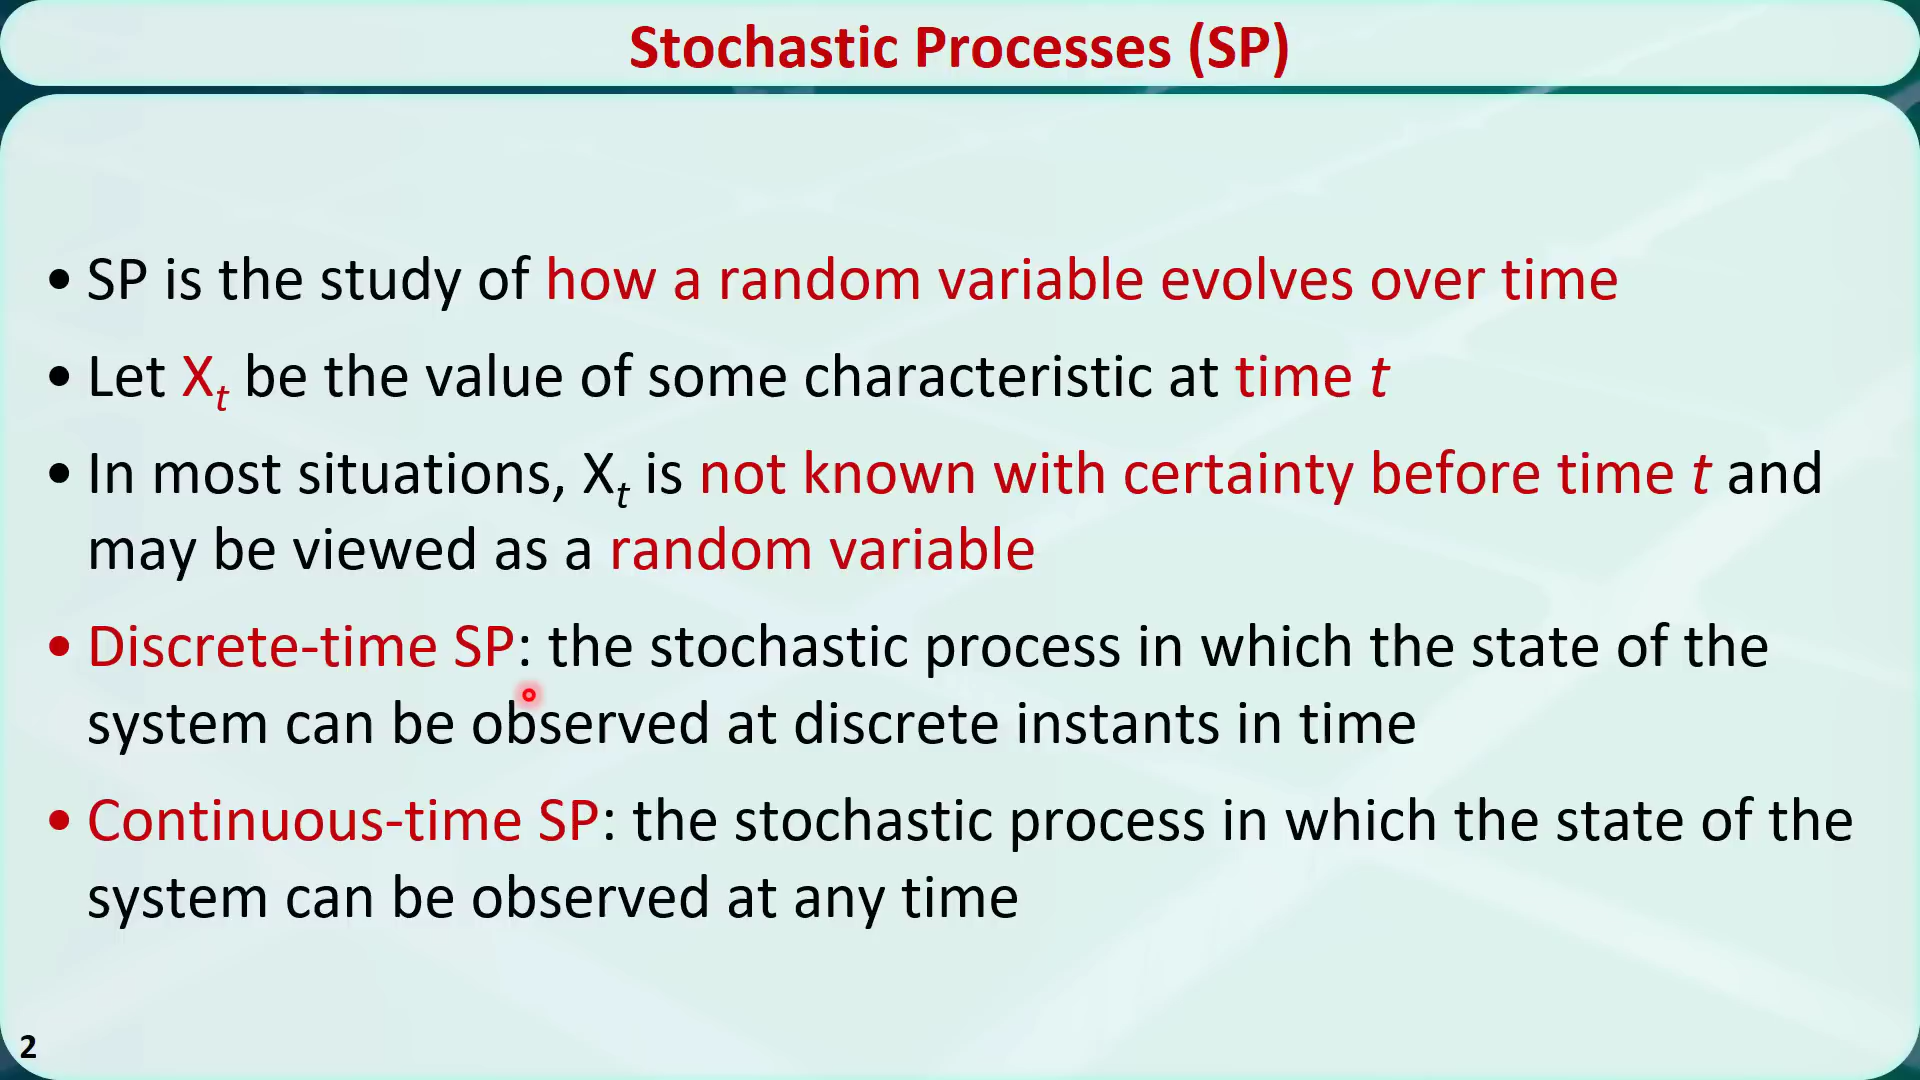 Stochastic Processes (SP)
• SP is the study of how a random variable evolves over time
• Let Xt be the value of some characteristic at time t
• In most situations, Xt is not known with certainty before time t and
may be viewed as a random variable
• Discrete-time SP: the stochastic process in which the state of the
system can be observed at discrete instants in time
• Continuous-time SP: the stochastic process in which the state of the
system can be observed at any time
2